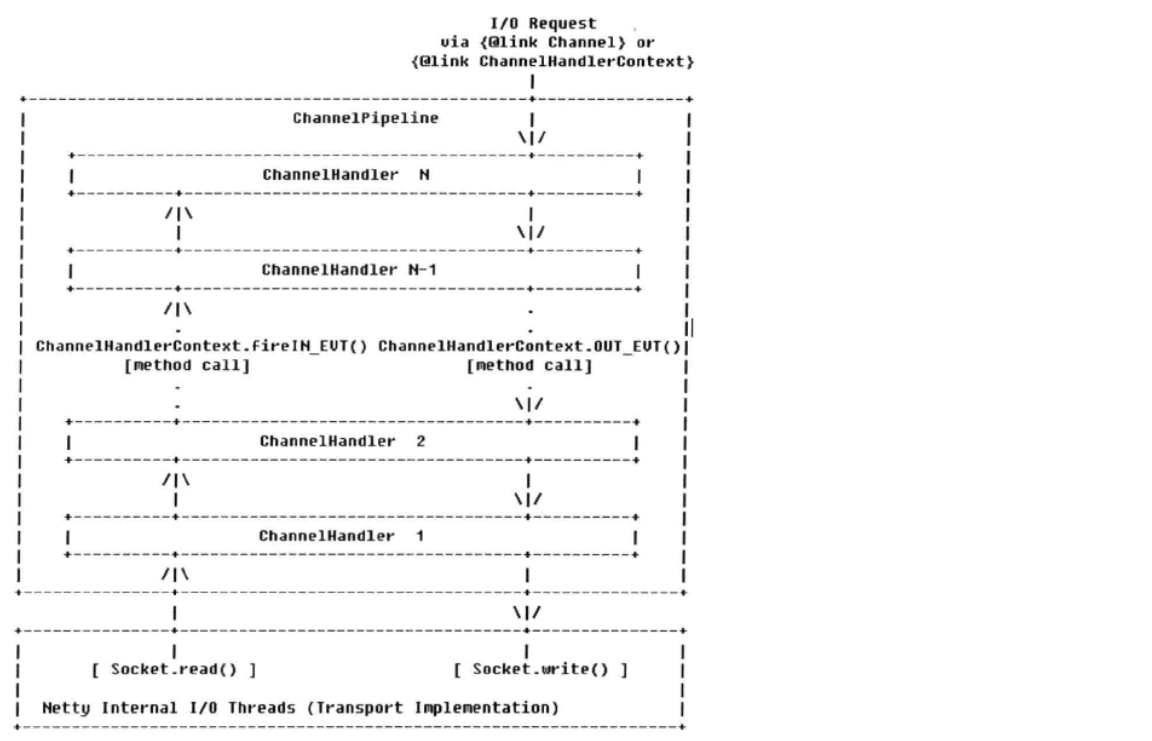 I/O Request
via {@link Channel} or
{@link ChannelHandlerContext}
ChannelPipeline
ChannelHandler N
ChannelHandler N-1
ChannelHandlerContext.fireIN_EVT() ChannelHandlerContext.OUT_EVT()
[method call] [method call]
ChannelHandler 2
ChannelHandler 1
[ Socket.read() ] [ Socket.write() ]
Netty Internal I/O Threads (Transport Implementation)